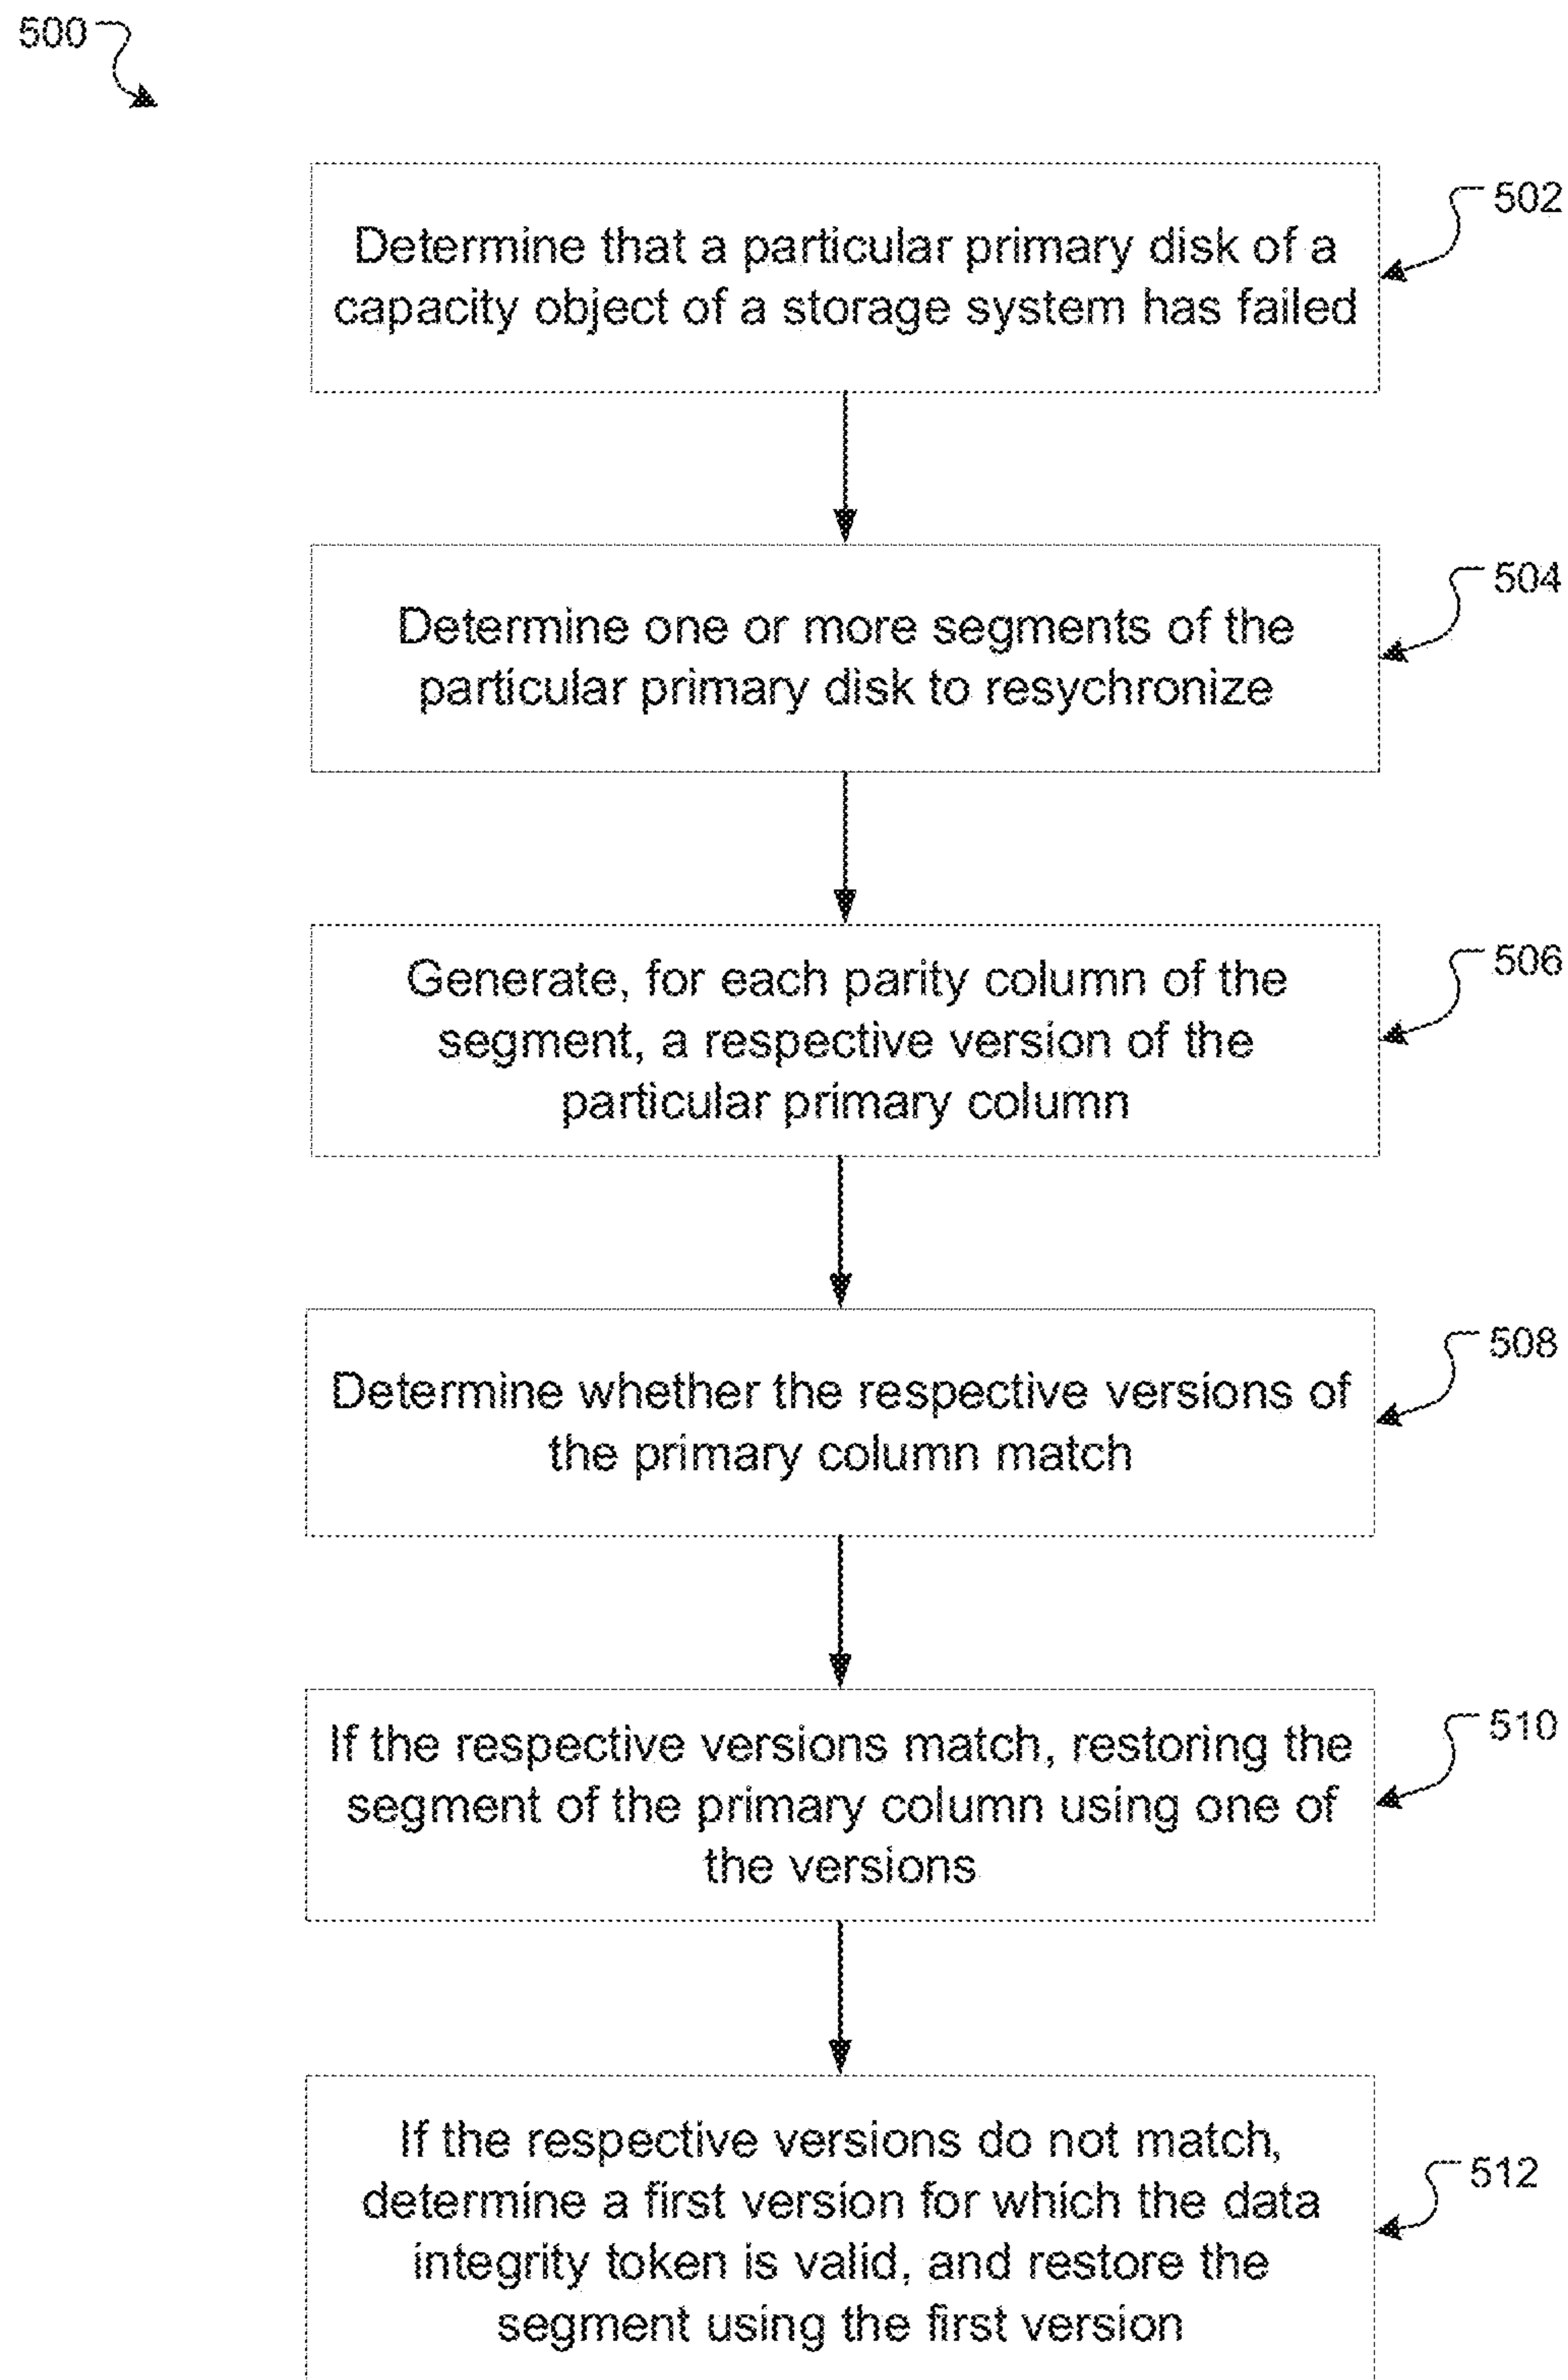 500
502
Determine that a particular primary disk of a
capacity object of a storage system has failed
504
Determine one or more segments of the
particular primary disk to resychronize
506
Generate, for each parity column of the
segment, a respective version of the
particular primary column
508
Determine whether the respective versions of
the primary column match
510
If the respective versions match, restoring the
segment of the primary column using one of
the versions
512
If the respective versions do not match,
determine a first version for which the data
integrity token is valid, and restore the
segment using the first version